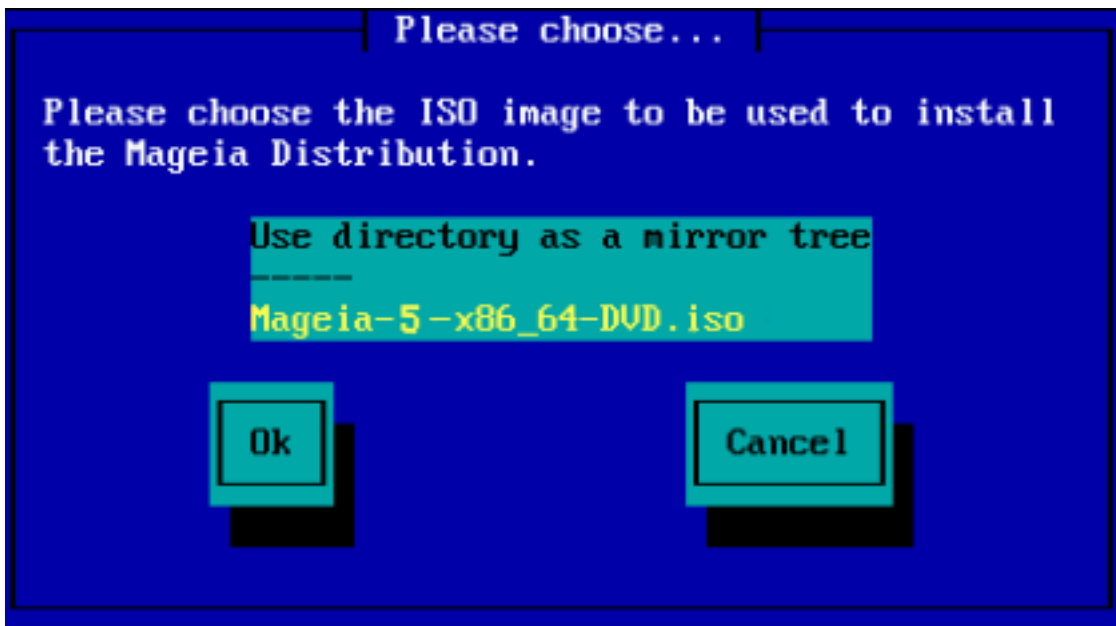 Please choose...
Please choose the ISO image to be used to install
the Mageia Distribution.
Use directory as a mirror tree
-----
Mageia-5-x86_64-DVD.iso
Ok
Cancel